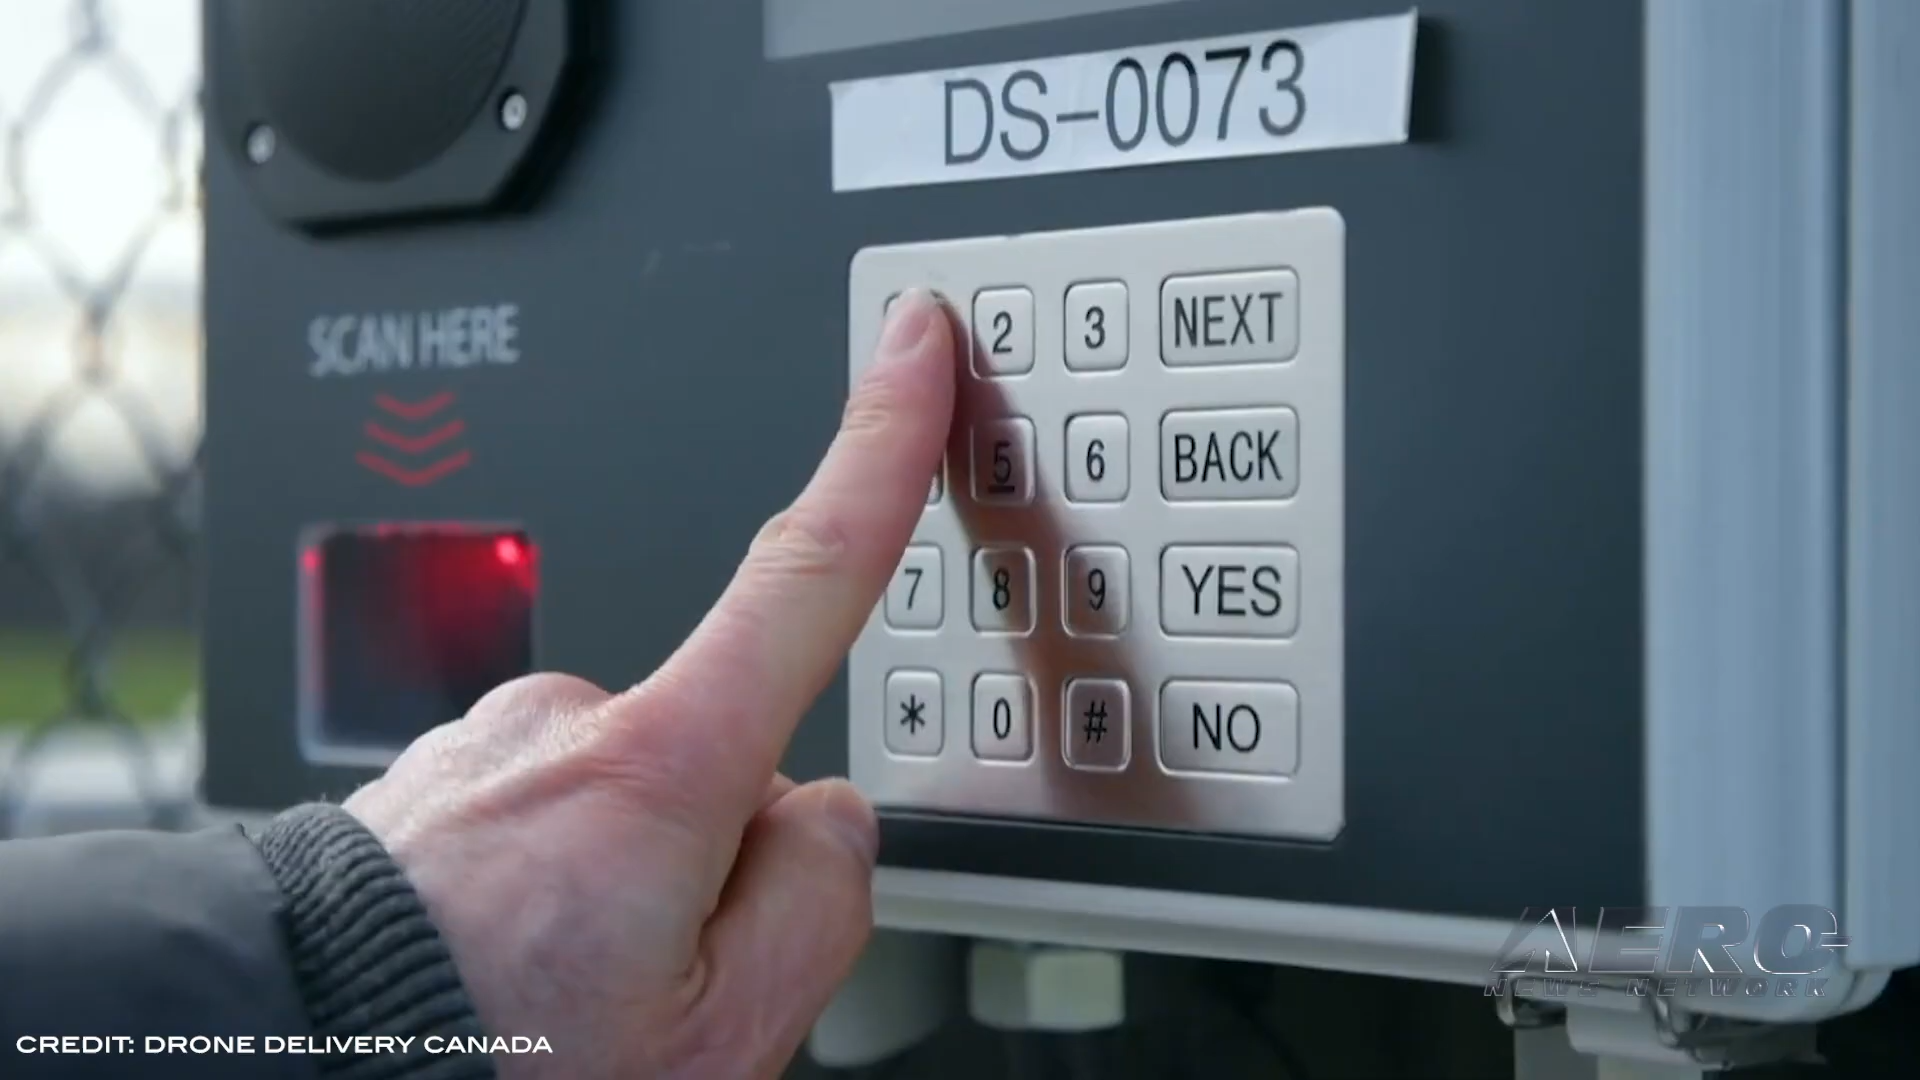 DS-0073
SCAN HERE
2 3 NEXT
5 6 BACK
7 8 9 YES
* 0 # NO
AERO
NEWS NETWORK
CREDIT: DRONE DELIVERY CANADA